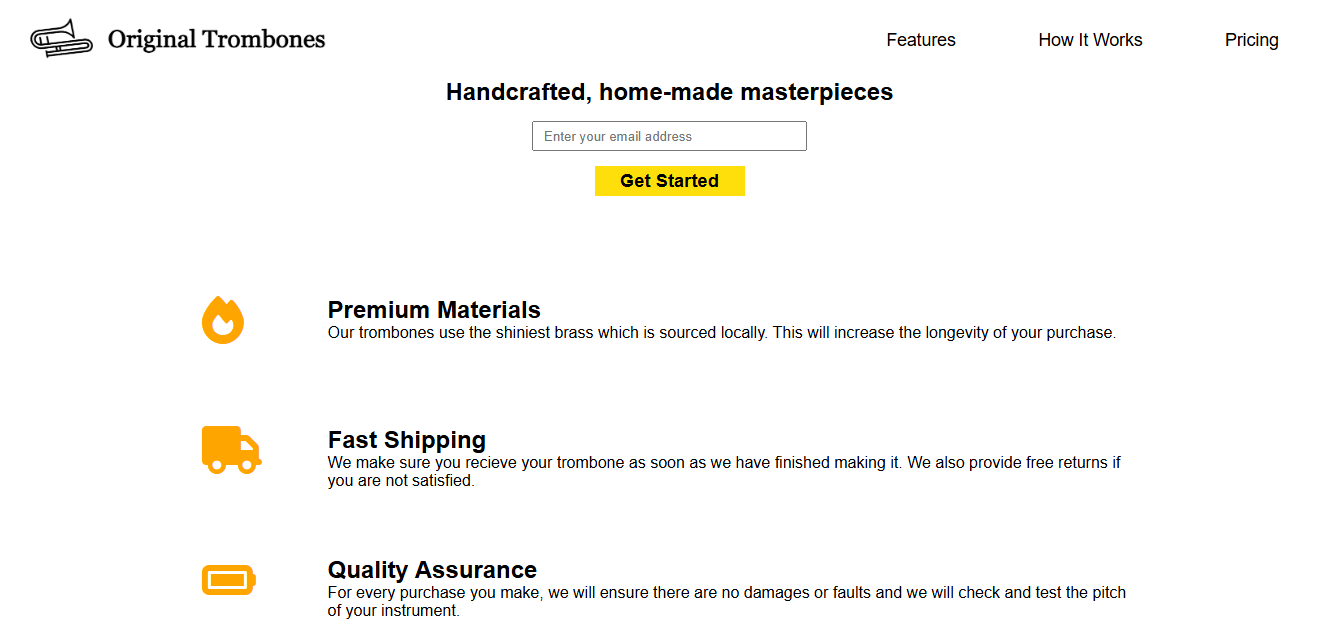 Original Trombones
Features
How It Works
Pricing
Handcrafted, home-made masterpieces
Enter your email address
Get Started
Premium Materials
Our trombones use the shiniest brass which is sourced locally. This will increase the longevity of your purchase.
Fast Shipping
We make sure you recieve your trombone as soon as we have finished making it. We also provide free returns if
you are not satisfied.
Quality Assurance
For every purchase you make, we will ensure there are no damages or faults and we will check and test the pitch
of your instrument.